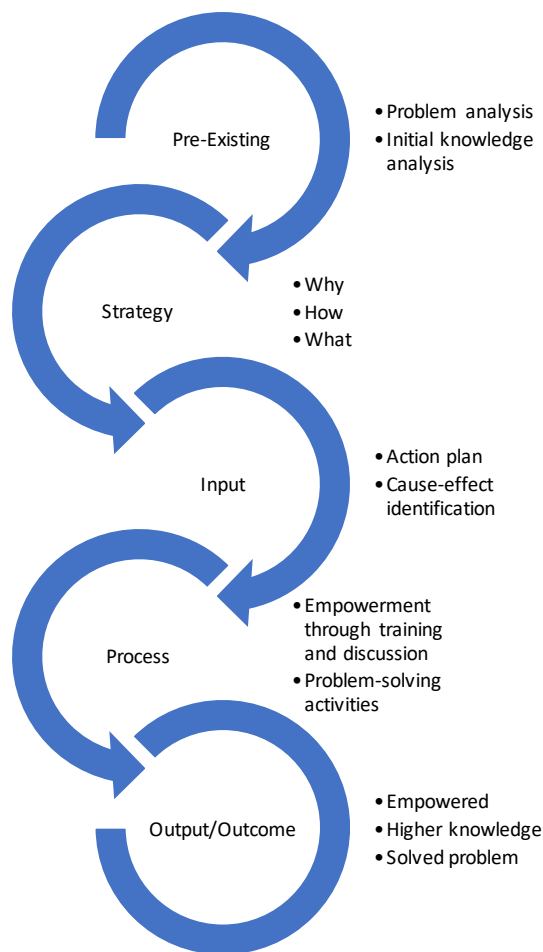 Pre-Existing
• Problem analysis
• Initial knowledge
analysis
Strategy
• Why
• How
• What
Input
• Action plan
• Cause-effect
identification
Process
• Empowerment
through training
and discussion
• Problem-solving
activities
Output/Outcome
• Empowered
• Higher knowledge
• Solved problem